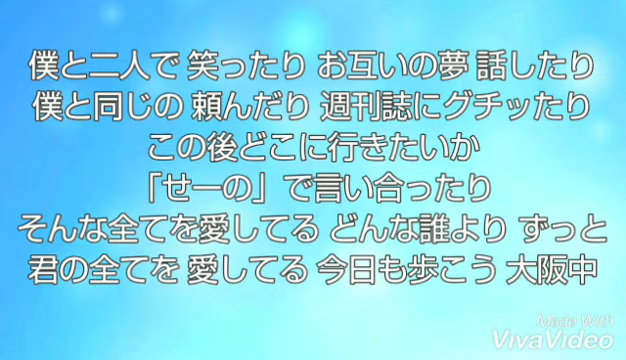 僕と二人で 笑ったり お互いの夢 話したり
僕と同じの 頼んだり 週刊誌にグチッたり
この後どこに行きたいか
「せーの」で言い合ったり
そんな全てを愛してる どんな誰より ずっと
君の全てを 愛してる 今日も歩こう 大阪中
Made With
VivaVideo